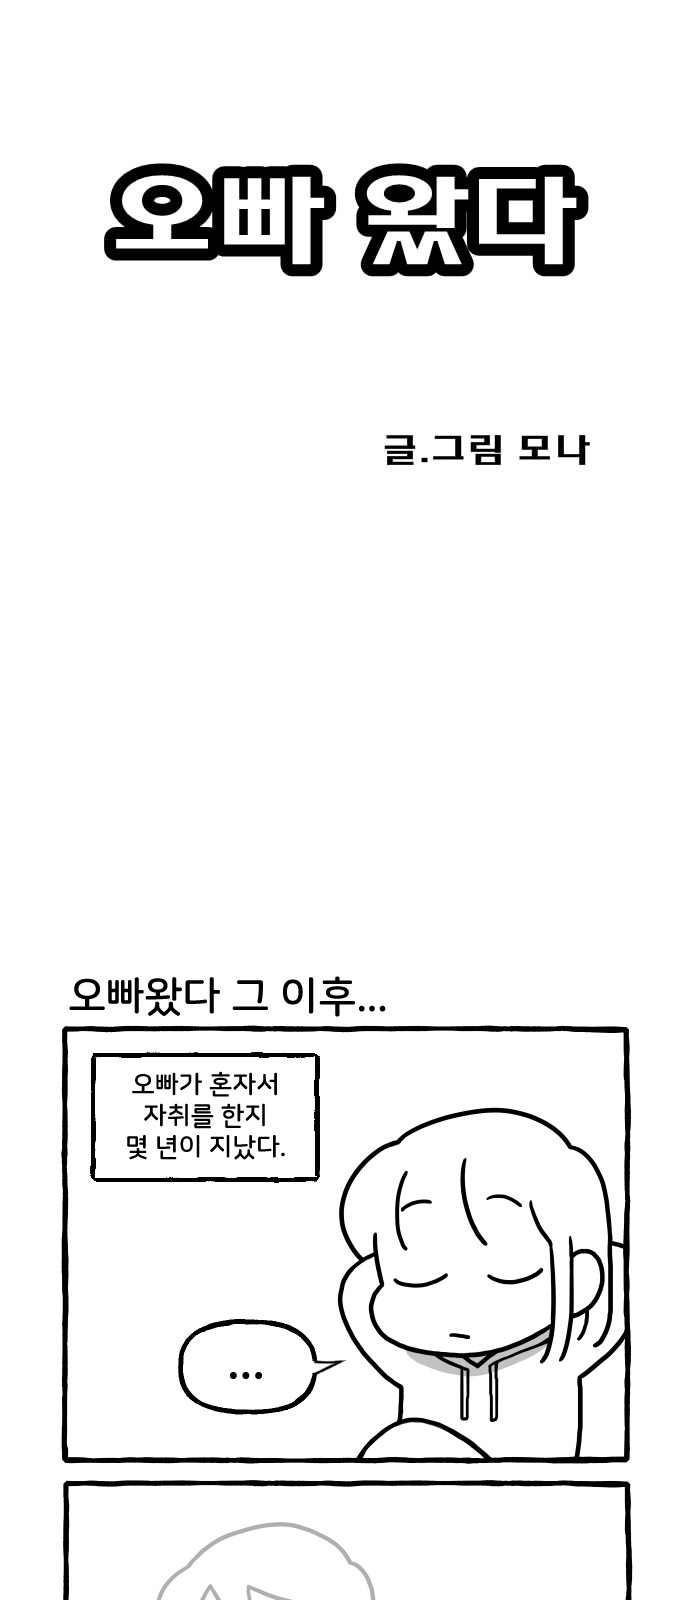 오빠 왔다
글.그림 모나
오빠왔다 그 이후...
오빠가 혼자서
자취를 한지
몇 년이 지났다.
...